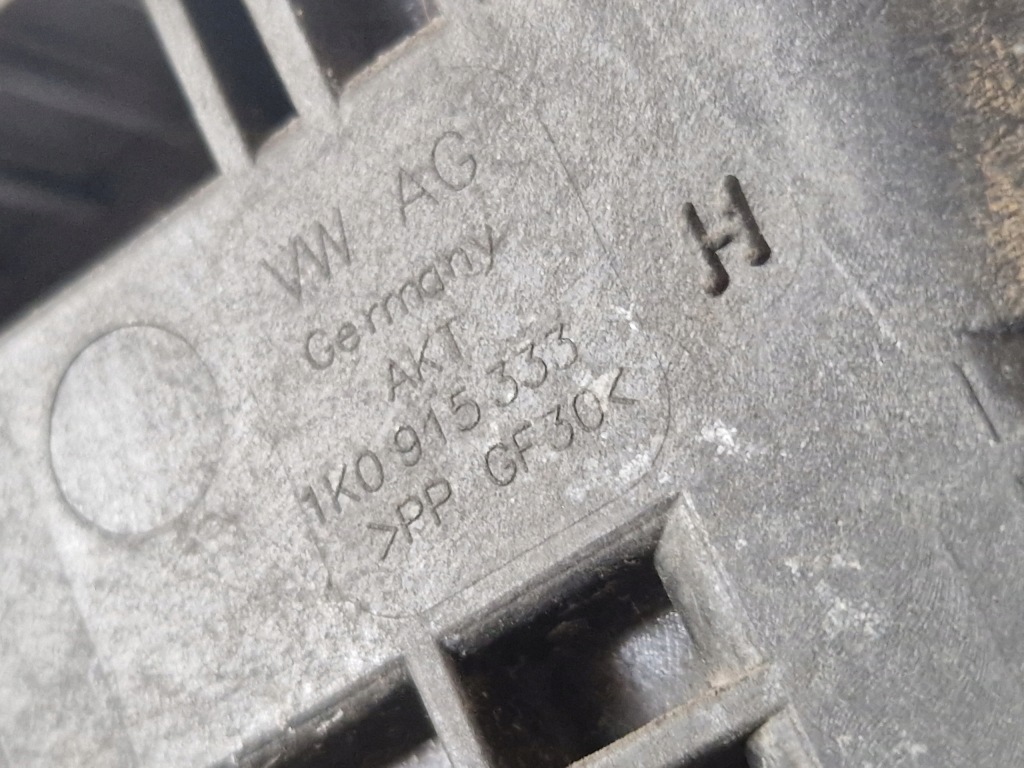 VW AG
Germany
AKT
1K0 915 333
>PP GF30<
H